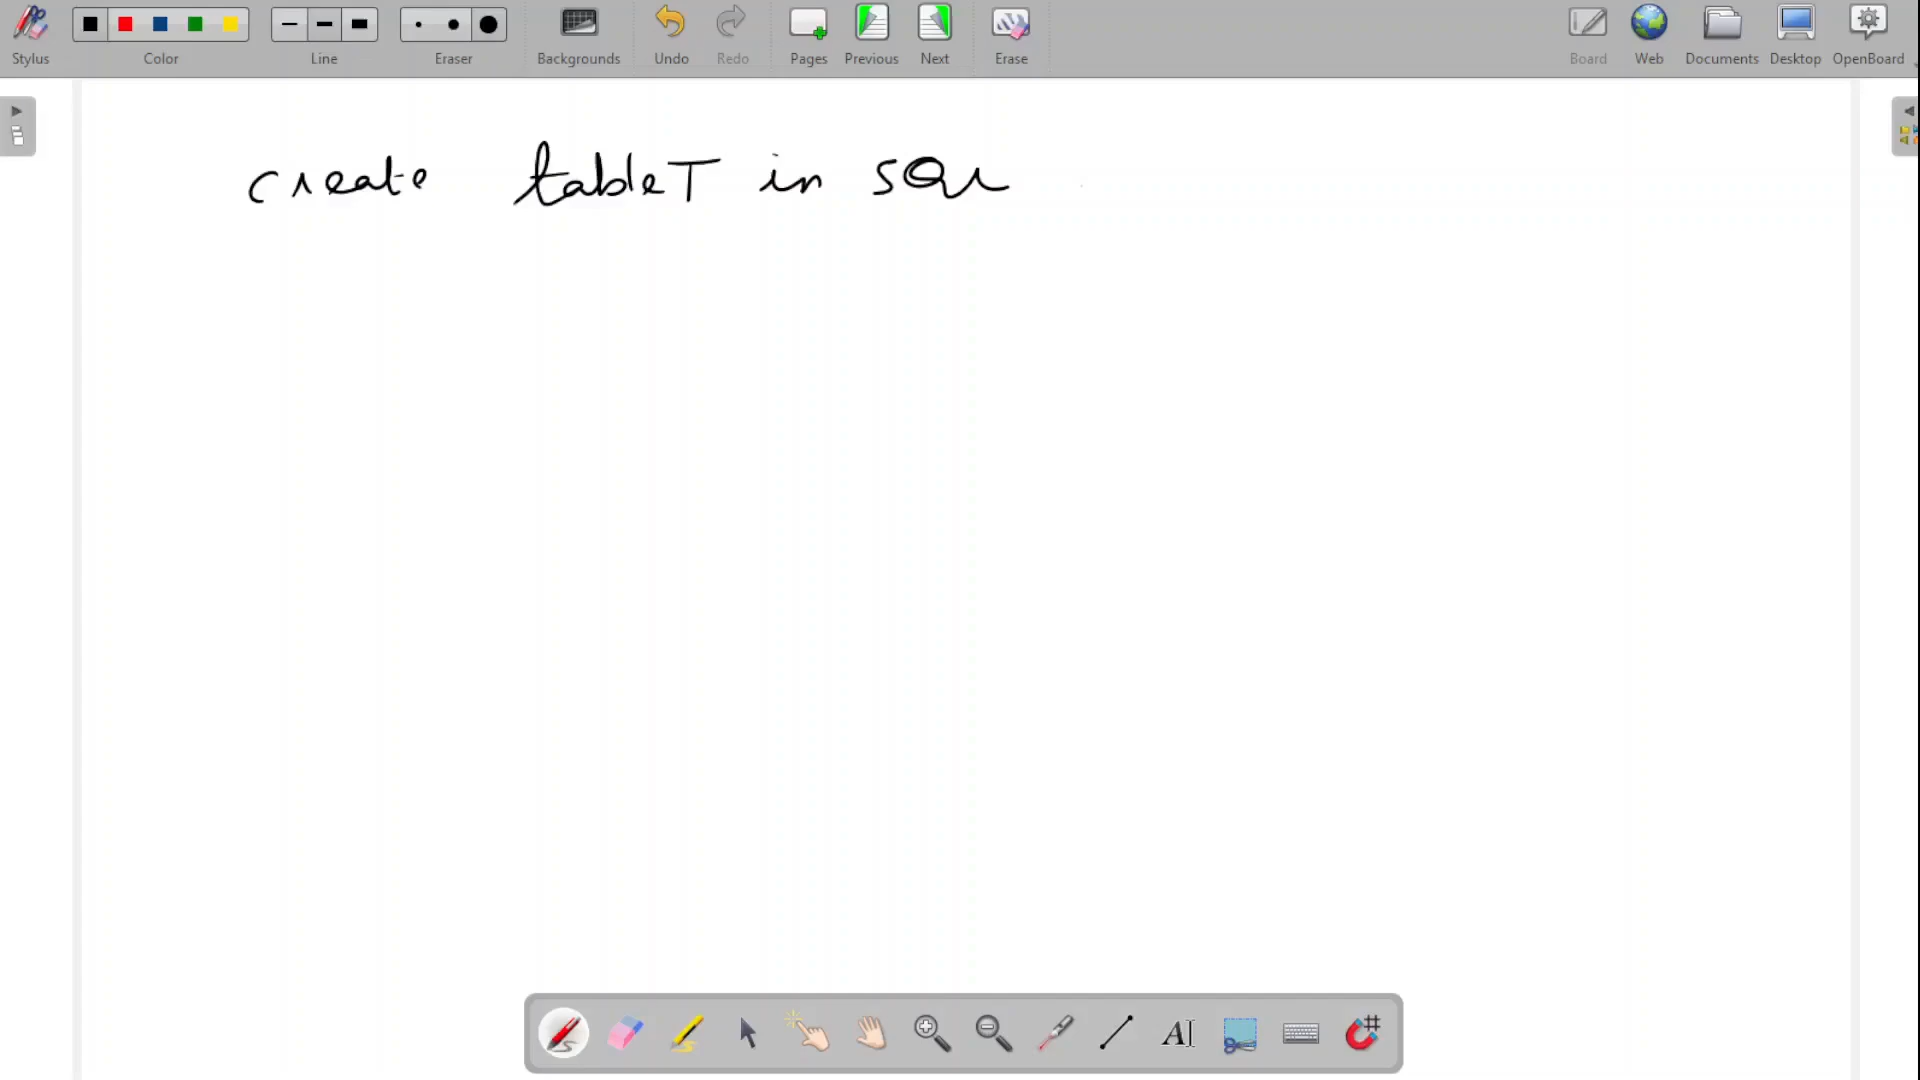 Stylus
Color
Line
Eraser
Backgrounds
Undo
Redo
Pages
Previous
Next
Erase
Board
Web
Documents
Desktop
OpenBoard
create tableT in SQL